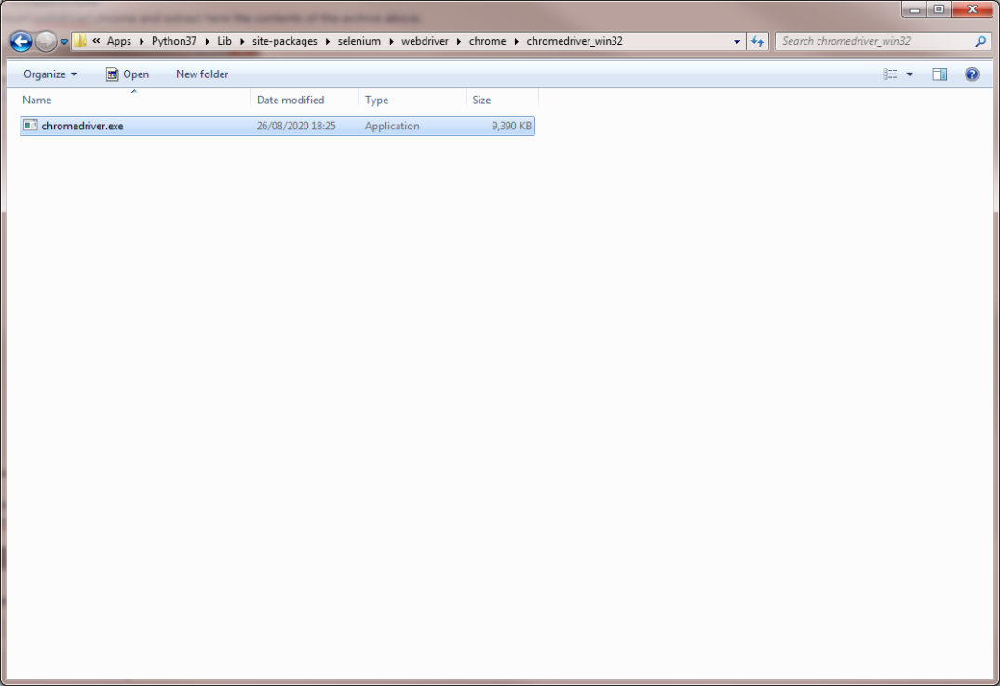 and extract here the contents of the archive above.
« Apps Python37 Lib site-packages selenium webdriver chrome chromedriver_win32 Search chromedriver_win32
Organize Open New folder
Name Date modified Type Size
chromedriver.exe 26/08/2020 18:25 Application 9,390 KB